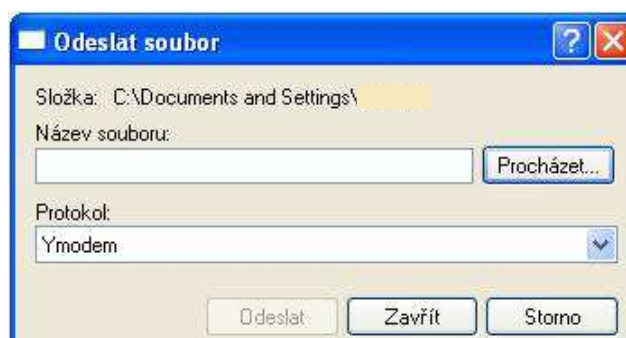 Odeslat soubor
Složka: C:\Documents and Settings\
Název souboru:
Procházet...
Protokol:
Ymodem
Odeslat Zavřít Storno